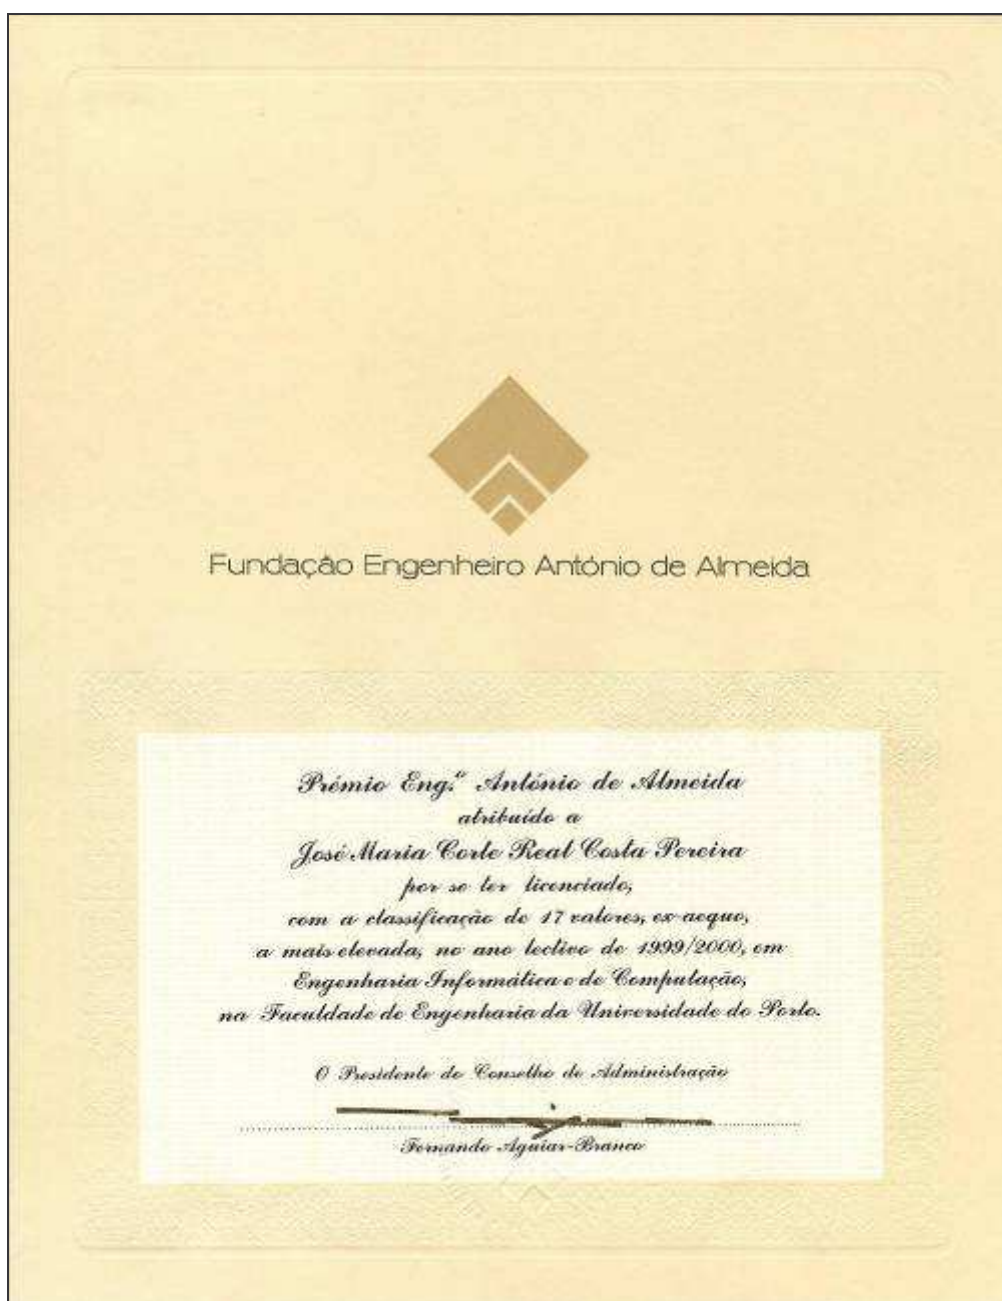 Fundação Engenheiro António de Almeida
Prémio Eng.º António de Almeida
atribuído a
José Maria Corte Real Costa Pereira
por se ter licenciado,
com a classificação de 17 valores, ex-aequo,
a mais elevada, no ano lectivo de 1999/2000, em
Engenharia Informática e de Computação,
na Faculdade de Engenharia da Universidade do Porto.
O Presidente do Conselho de Administração
Fernando Aguiar-Branco